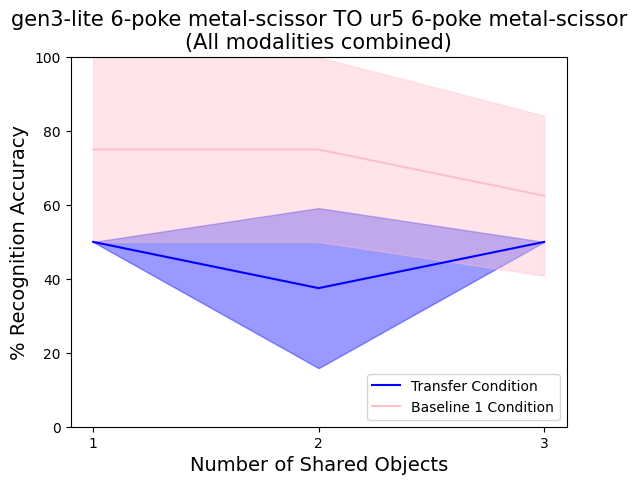 gen3-lite 6-poke metal-scissor TO ur5 6-poke metal-scissor
(All modalities combined)
% Recognition Accuracy
100
80
60
40
20
0
1
2
3
Number of Shared Objects
Transfer Condition
Baseline 1 Condition